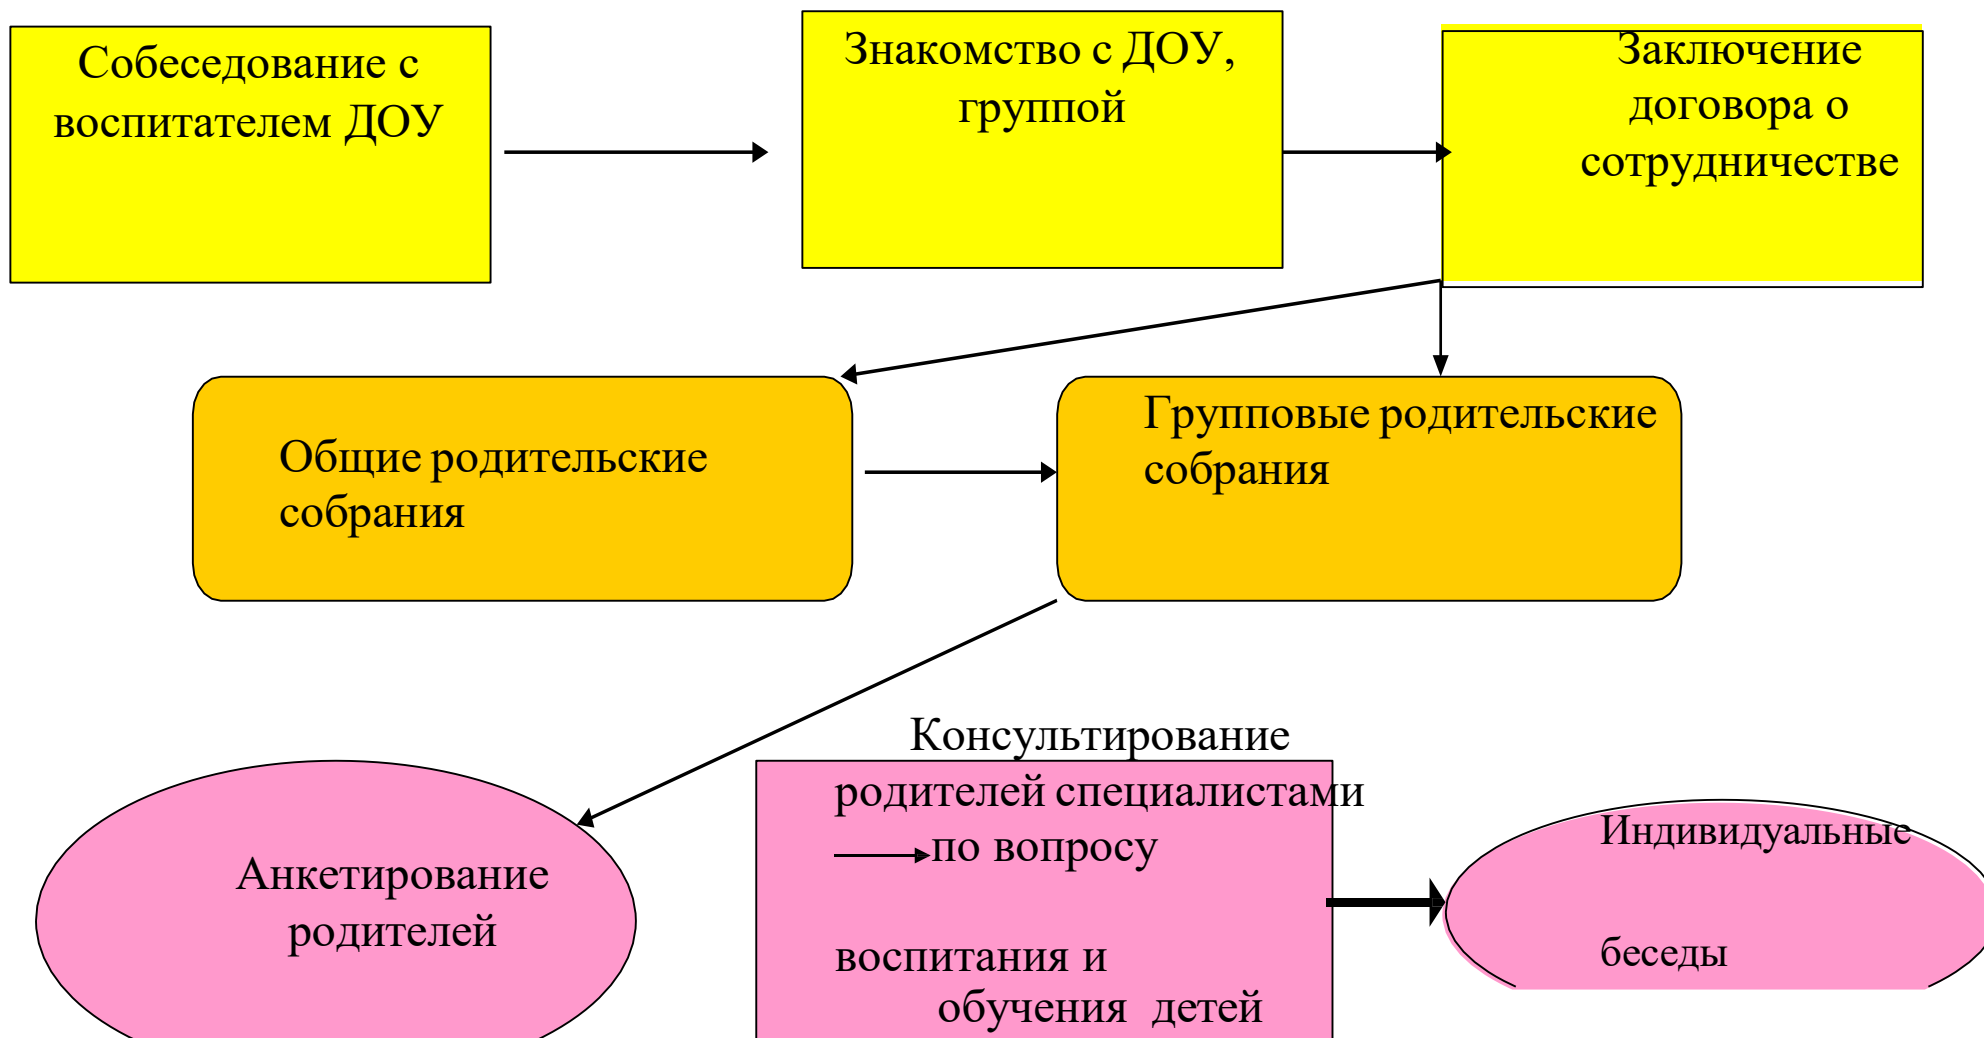 Собеседование с
воспитателем ДОУ
Знакомство с ДОУ,
группой
Заключение
договора о
сотрудничестве
Общие родительские
собрания
Групповые родительские
собрания
Анкетирование
родителей
Консультирование
родителей специалистами
по вопросу
воспитания и
обучения детей
Индивидуальные
беседы